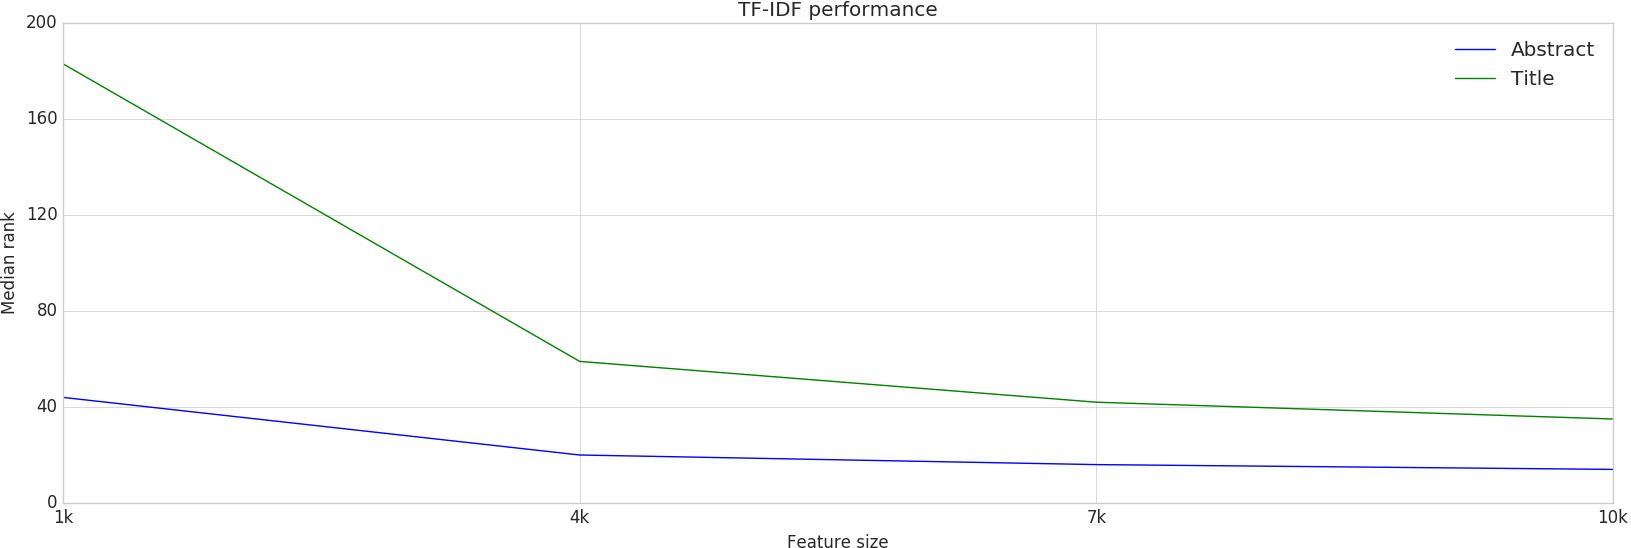 TF-IDF performance
200
160
120
80
40
0
Median rank
1k
4k
7k
10k
Feature size
Abstract
Title